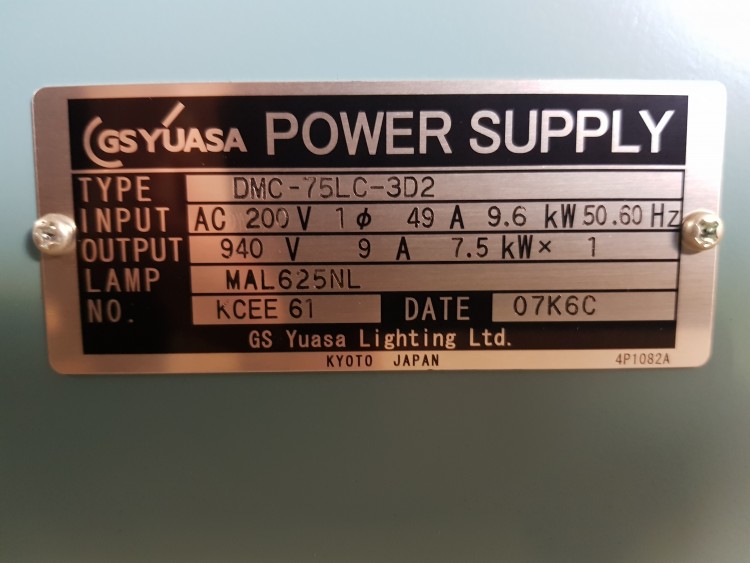 GS YUASA POWER SUPPLY
TYPE DMC-75LC-3D2
INPUT AC 200 V 1 φ 49 A 9.6 kW 50.60 Hz
OUTPUT 940 V 9 A 7.5 kW× 1
LAMP MAL625NL
NO. KCEE 61 DATE 07K6C
GS Yuasa Lighting Ltd.
KYOTO JAPAN 4P1082A